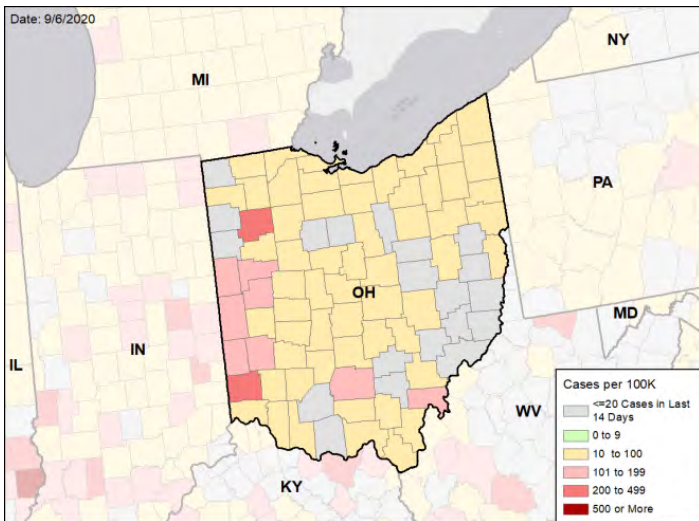 Date: 9/6/2020
NY
MI
PA
OH
MD
IL
IN
WV
KY
Cases per 100K
<=20 Cases in Last
14 Days
0 to 9
10 to 100
101 to 199
200 to 499
500 or More